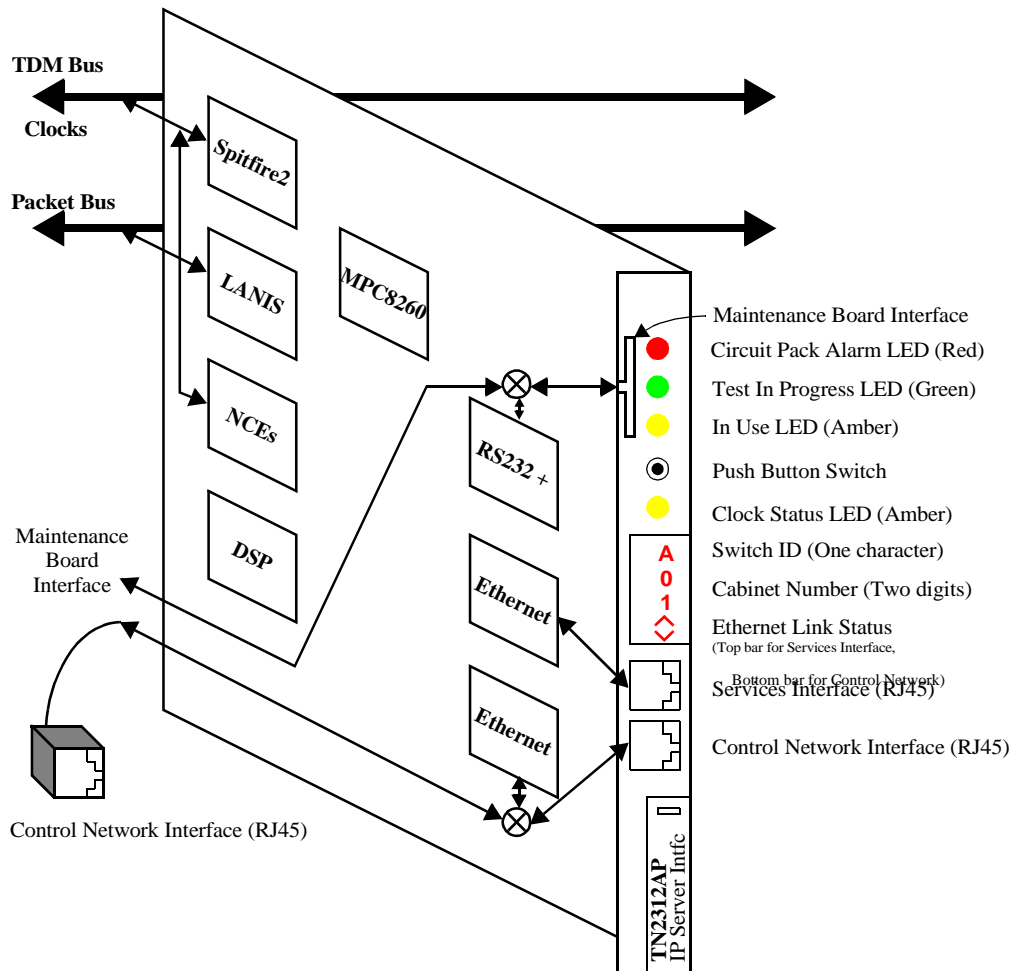 TDM Bus
Clocks
Spitfire2
Packet Bus
LANIS
MPC8260
NCEs
DSP
RS232 +
Ethernet
Ethernet
Maintenance
Board
Interface
Control Network Interface (RJ45)
Maintenance Board Interface
Circuit Pack Alarm LED (Red)
Test In Progress LED (Green)
In Use LED (Amber)
Push Button Switch
Clock Status LED (Amber)
A
0
1
Switch ID (One character)
Cabinet Number (Two digits)
Ethernet Link Status
(Top bar for Services Interface,
Bottom bar for Control Network)
Services Interface (RJ45)
Control Network Interface (RJ45)
TN2312AP
IP Server Intfc